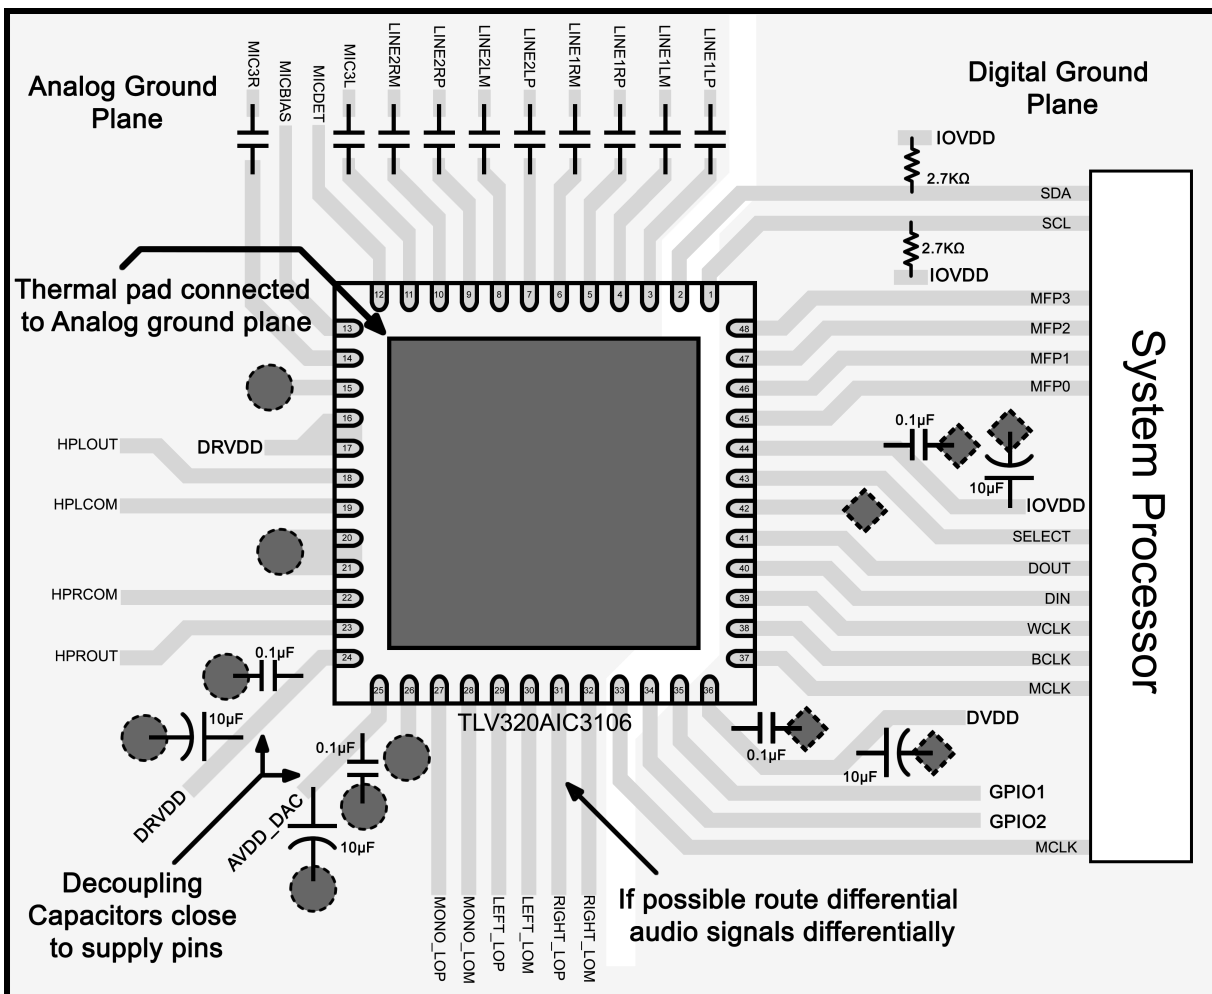 Analog Ground
Plane
MIC3R
MICBIAS
MICDET
MIC3L
LINE2RM
LINE2RP
LINE2LM
LINE2LP
LINE1RM
LINE1RP
LINE1LM
LINE1LP
Digital Ground
Plane
IOVDD
2.7KΩ
SDA
SCL
2.7KΩ
IOVDD
Thermal pad connected
to Analog ground plane
12
11
10
9
8
7
6
5
4
3
2
1
13
14
15
16
17
18
19
20
21
22
23
24
48
47
46
45
44
43
42
41
40
39
38
37
25
26
27
28
29
30
31
32
33
34
35
36
MFP3
MFP2
MFP1
MFP0
0.1µF
10µF
IOVDD
SELECT
DOUT
DIN
WCLK
BCLK
MCLK
DVDD
0.1µF
10µF
GPIO1
GPIO2
MCLK
System Processor
HPLOUT
DRVDD
HPLCOM
HPRCOM
HPROUT
0.1µF
10µF
DRVDD
TLV320AIC3106
0.1µF
AVDD_DAC
10µF
Decoupling
Capacitors close
to supply pins
MONO_LOP
MONO_LOM
LEFT_LOP
LEFT_LOM
RIGHT_LOP
RIGHT_LOM
If possible route differential
audio signals differentially